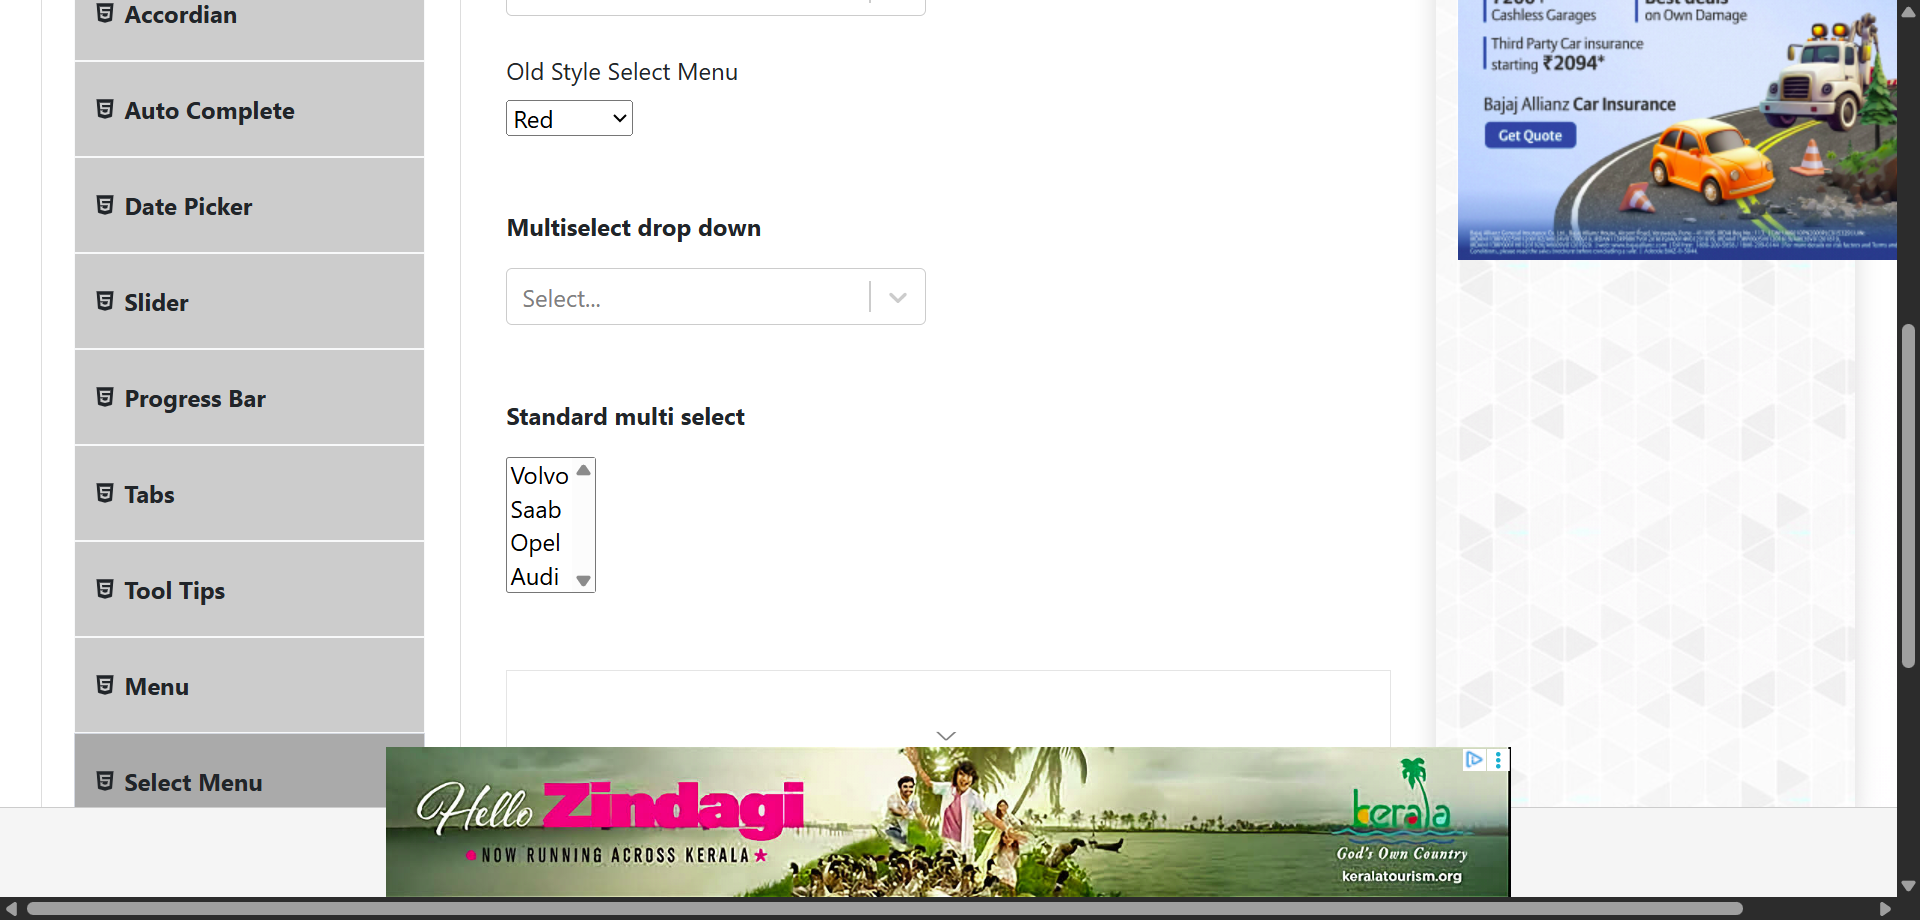 Accordian
Auto Complete
Date Picker
Slider
Progress Bar
Tabs
Tool Tips
Menu
Select Menu
Old Style Select Menu
Red
Multiselect drop down
Select...
Standard multi select
Volvo
Saab
Opel
Audi
Cashless Garages
on Own Damage
Third Party Car insurance
starting ₹2094*
Bajaj Allianz Car Insurance
Get Quote
Hello Zindagi
NOW RUNNING ACROSS KERALA
kerala
God's Own Country
keralatourism.org